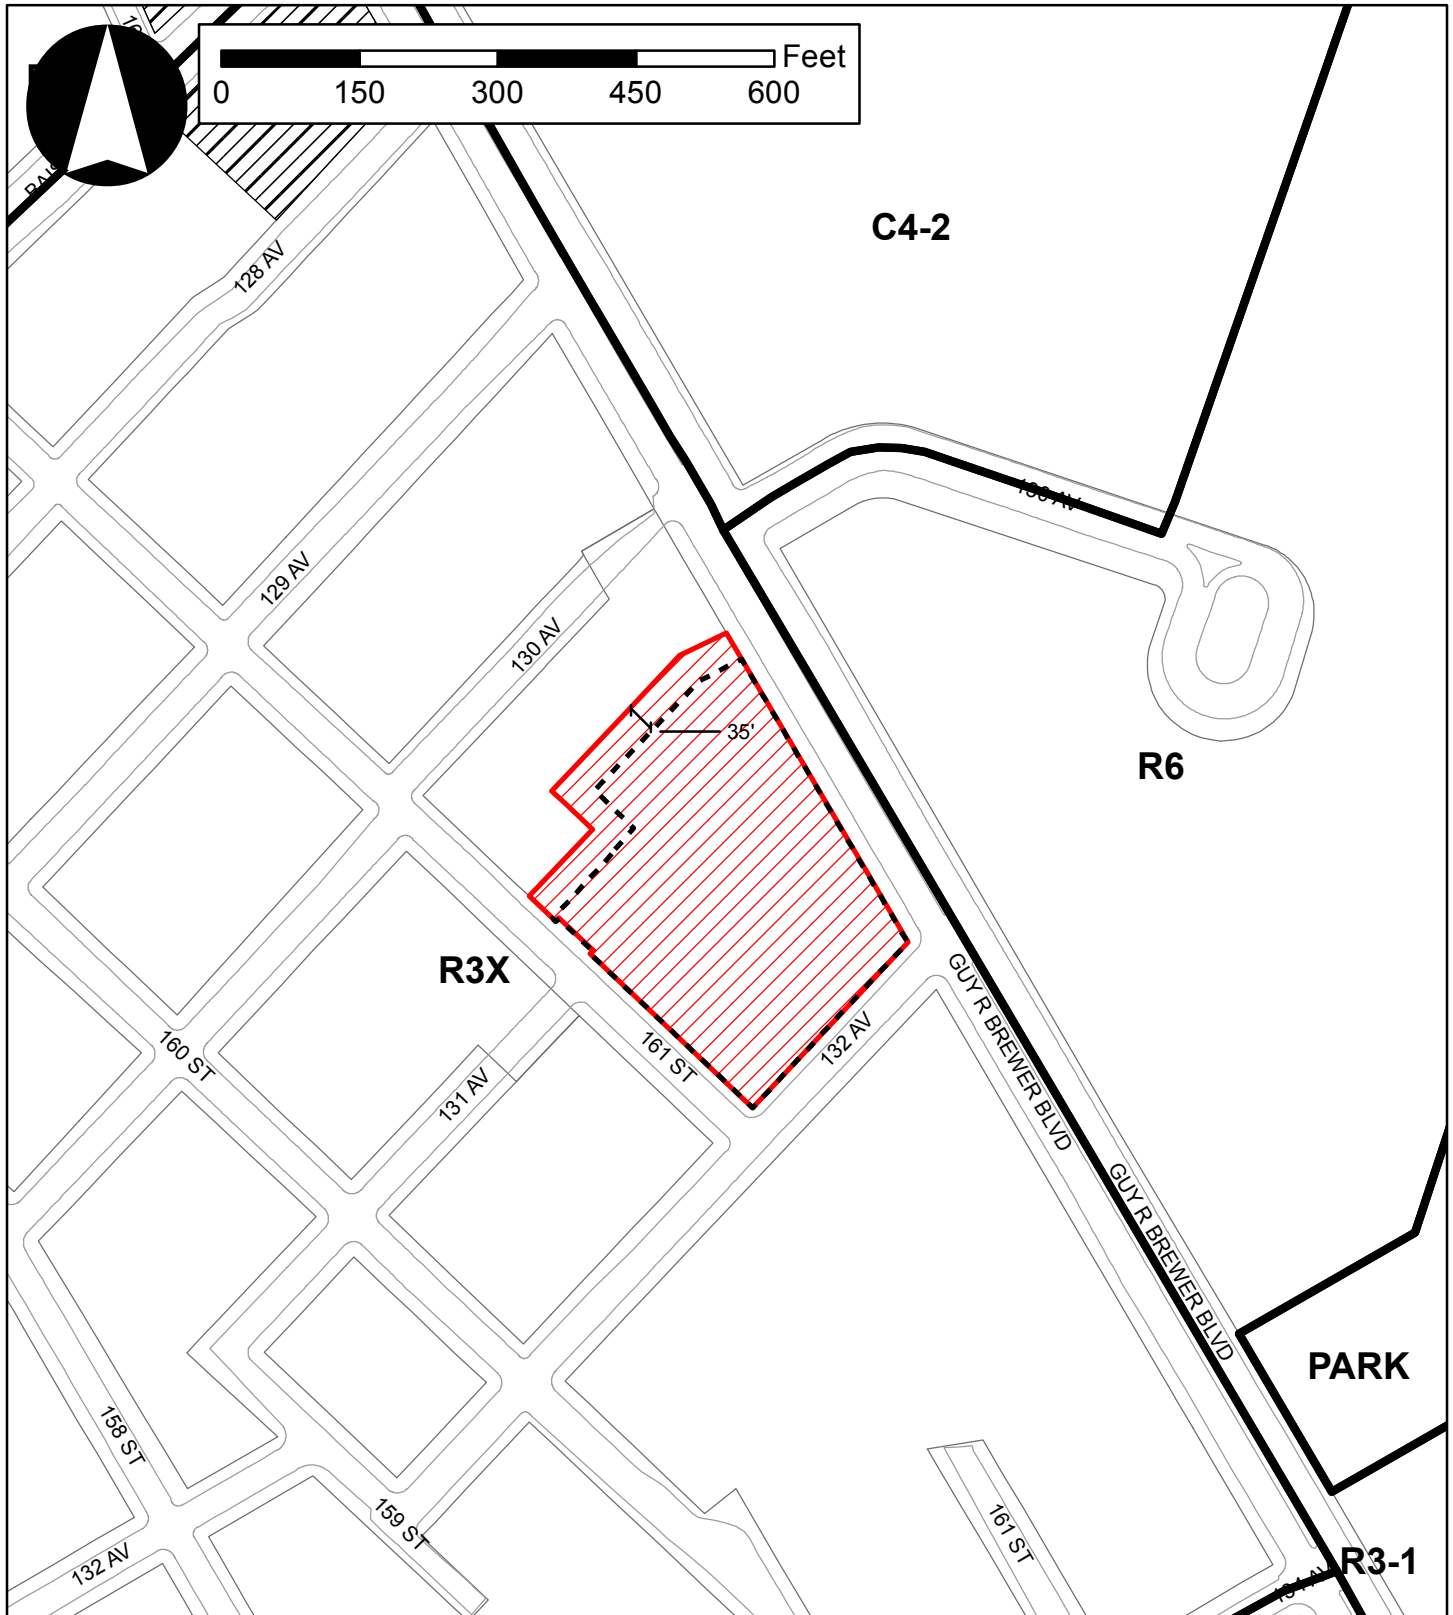 Feet
0 150 300 450 600
C4-2
128 AV
129 AV
130 AV
130 AV
35'
R6
R3X
160 ST
161 ST
132 AV
131 AV
GUY R BREWER BLVD
GUY R BREWER BLVD
PARK
158 ST
159 ST
161 ST
132 AV
R3-1